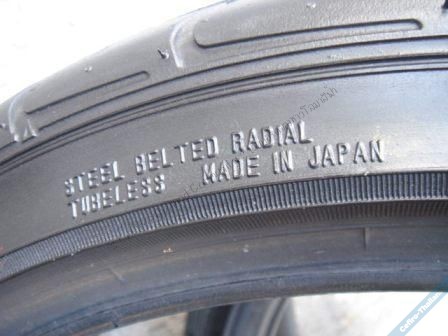 STEEL BELTED RADIAL
TUBELESS MADE IN JAPAN